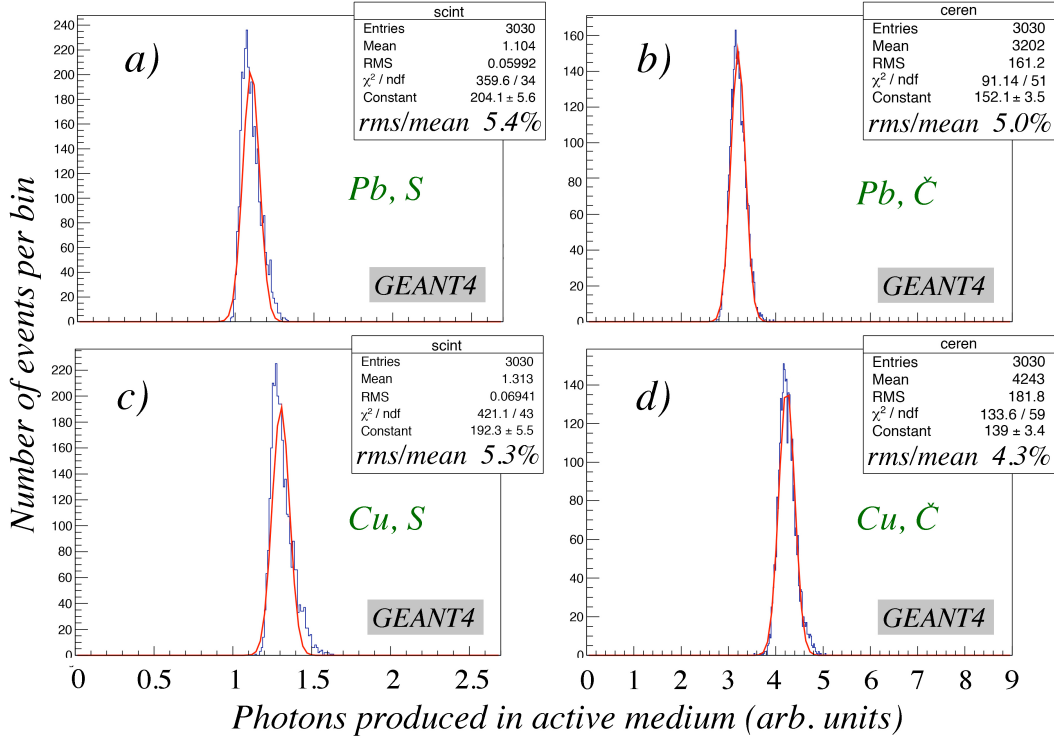 Number of events per bin
a)
scint
Entries 3030
Mean 1.104
RMS 0.05992
χ² / ndf 359.6 / 34
Constant 204.1 ± 5.6
rms/mean 5.4%
Pb, S
GEANT4
240
220
200
180
160
140
120
100
80
60
40
20
0
b)
ceren
Entries 3030
Mean 3202
RMS 161.2
χ² / ndf 91.14 / 51
Constant 152.1 ± 3.5
rms/mean 5.0%
Pb, Č
GEANT4
160
140
120
100
80
60
40
20
0
c)
scint
Entries 3030
Mean 1.313
RMS 0.06941
χ² / ndf 421.1 / 43
Constant 192.3 ± 5.5
rms/mean 5.3%
Cu, S
GEANT4
220
200
180
160
140
120
100
80
60
40
20
0
0 0.5 1 1.5 2 2.5
d)
ceren
Entries 3030
Mean 4243
RMS 181.8
χ² / ndf 133.6 / 59
Constant 139 ± 3.4
rms/mean 4.3%
Cu, Č
GEANT4
140
120
100
80
60
40
20
0
0 1 2 3 4 5 6 7 8 9
Photons produced in active medium (arb. units)